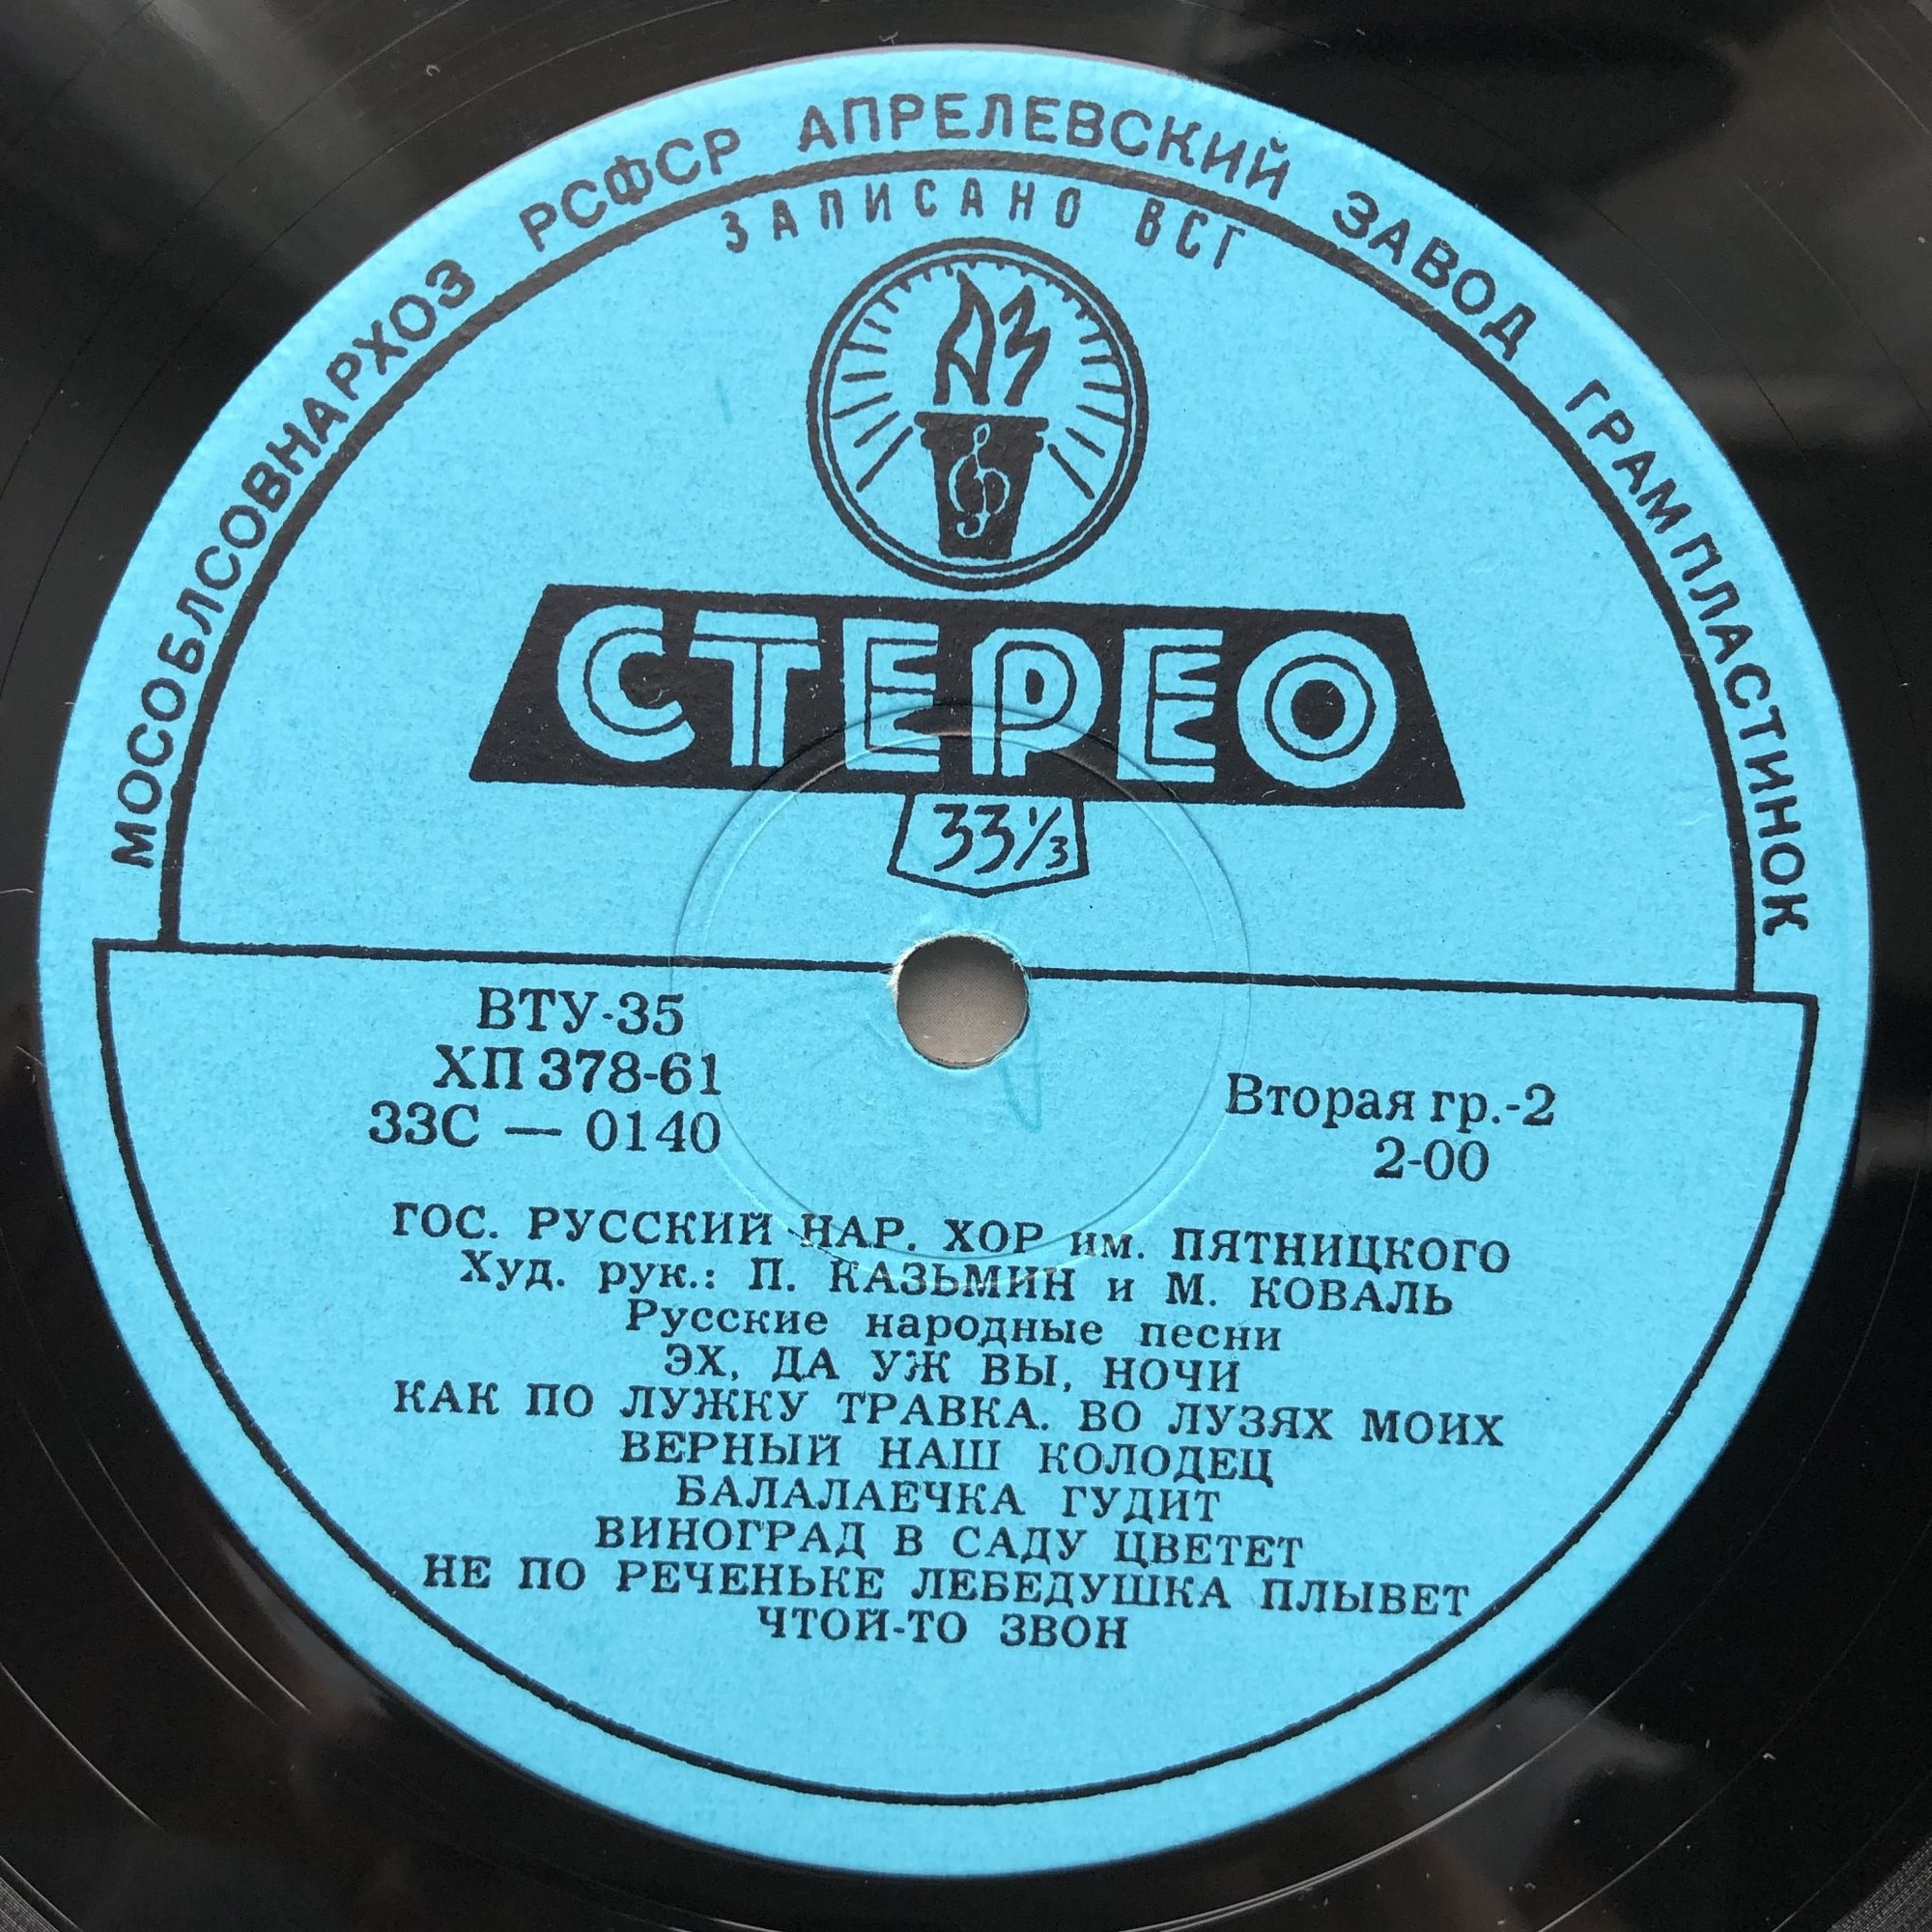 МОСОБЛСОВНАРХОЗ РСФСР АПРЕЛЕВСКИЙ ЗАВОД ГРАМПЛАСТИНОК
ЗАПИСАНО ВСГ
АЗ
СТЕРЕО
33⅓
ВТУ-35
ХП 378-61
33С — 0140
Вторая гр.-2
2-00
ГОС. РУССКИЙ НАР. ХОР им. ПЯТНИЦКОГО
Худ. рук.: П. КАЗЬМИН и М. КОВАЛЬ
Русские народные песни
ЭХ, ДА УЖ ВЫ, НОЧИ
КАК ПО ЛУЖКУ ТРАВКА. ВО ЛУЗЯХ МОИХ
ВЕРНЫЙ НАШ КОЛОДЕЦ
БАЛАЛАЕЧКА ГУДИТ
ВИНОГРАД В САДУ ЦВЕТЕТ
НЕ ПО РЕЧЕНЬКЕ ЛЕБЕДУШКА ПЛЫВЕТ
ЧТОЙ-ТО ЗВОН